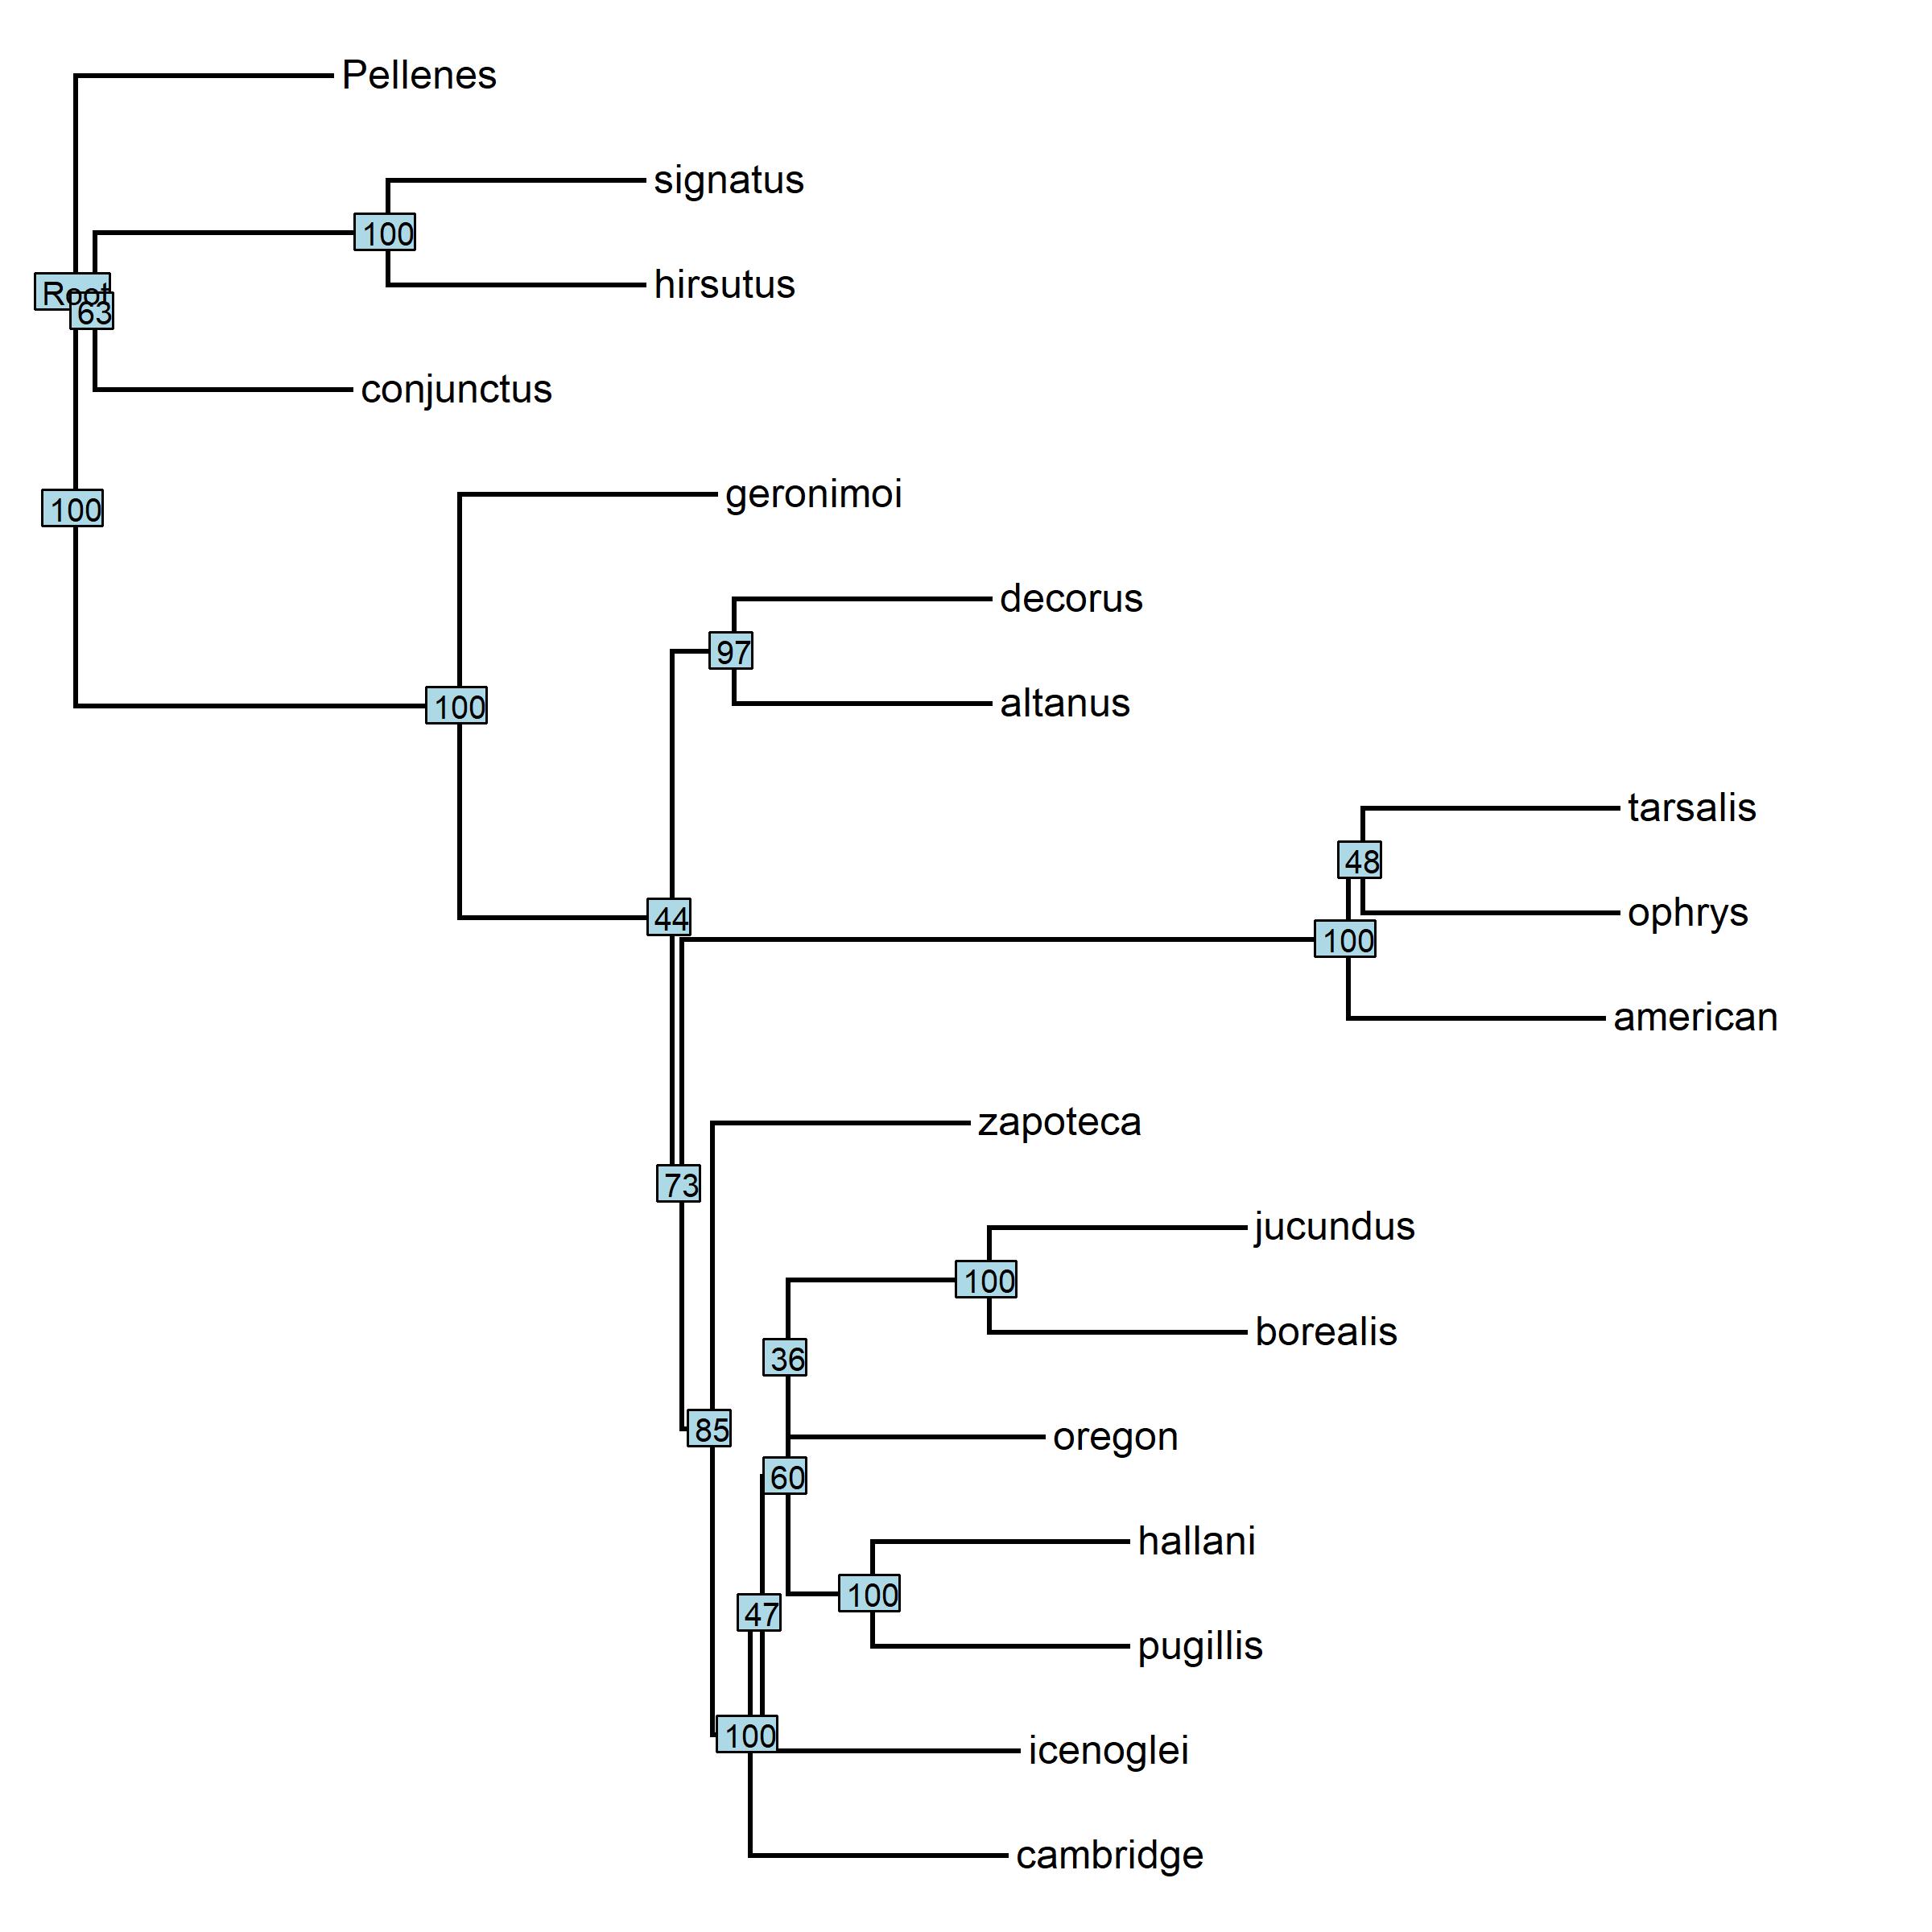 Pellenes
signatus
100
hirsutus
Root
63
conjunctus
geronimoi
100
decorus
97
altanus
100
tarsalis
48
ophrys
44
100
american
zapoteca
73
jucundus
100
borealis
36
85
oregon
60
hallani
100
47
pugillis
100
icenoglei
cambridge